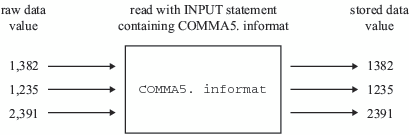 raw data
value
read with INPUT statement
containing COMMA5. informat
stored data
value
1,382
1382
1,235
COMMA5. informat
1235
2,391
2391